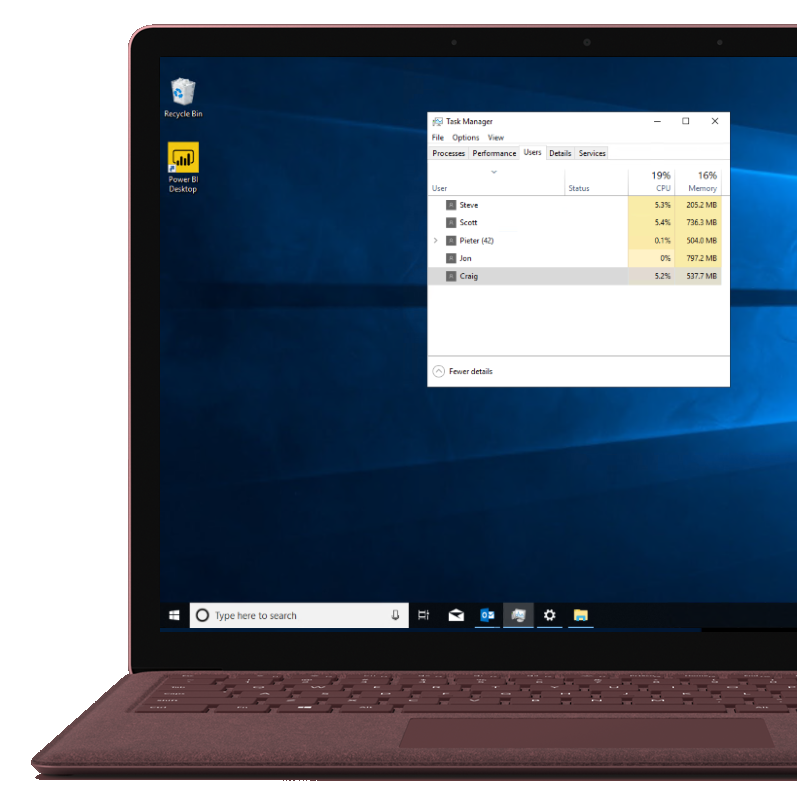 Recycle Bin
Power BI
Desktop
Task Manager
File Options View
Processes Performance Users Details Services
19% 16%
User Status CPU Memory
Steve 5.3% 205.2 MB
Scott 5.4% 736.3 MB
Pieter (42) 0.1% 504.0 MB
Jon 0% 797.2 MB
Craig 5.2% 537.7 MB
Fewer details
Type here to search